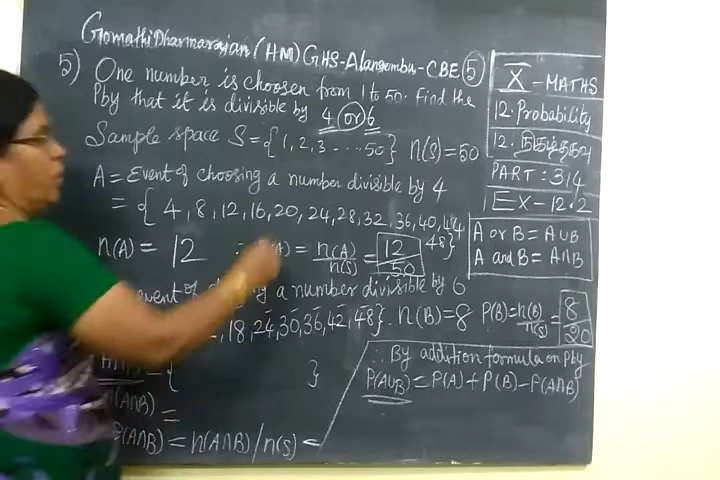 Gomathi Dharmarajan (HM) GHS-Alangombu-CBE (5)
5) One number is choosen from 1 to 50. Find the
Pby that it is divisible by 4 (or) 6
Sample space S = { 1, 2, 3 ... 50} n(S) = 50
A = Event of choosing a number divisible by 4
= { 4, 8, 12, 16, 20, 24, 28, 32, 36, 40, 44
48}
n(A) = 12 n(A)/n(S) = 12/50
event of a number divisible by 6
18, 24, 30, 36, 42, 48}. n(B) = 8 P(B) = n(B)/n(S) = 8/20
= { }
n(A∩B) =
P(A∩B) = n(A∩B)/n(S) =
∴ By addition formula on Pby
P(A∪B) = P(A) + P(B) - P(A∩B)
X - MATHS
12. Probability
12. நிகழ்தகவு
PART: 3/4
EX - 12.2
A or B = A∪B
A and B = A∩B